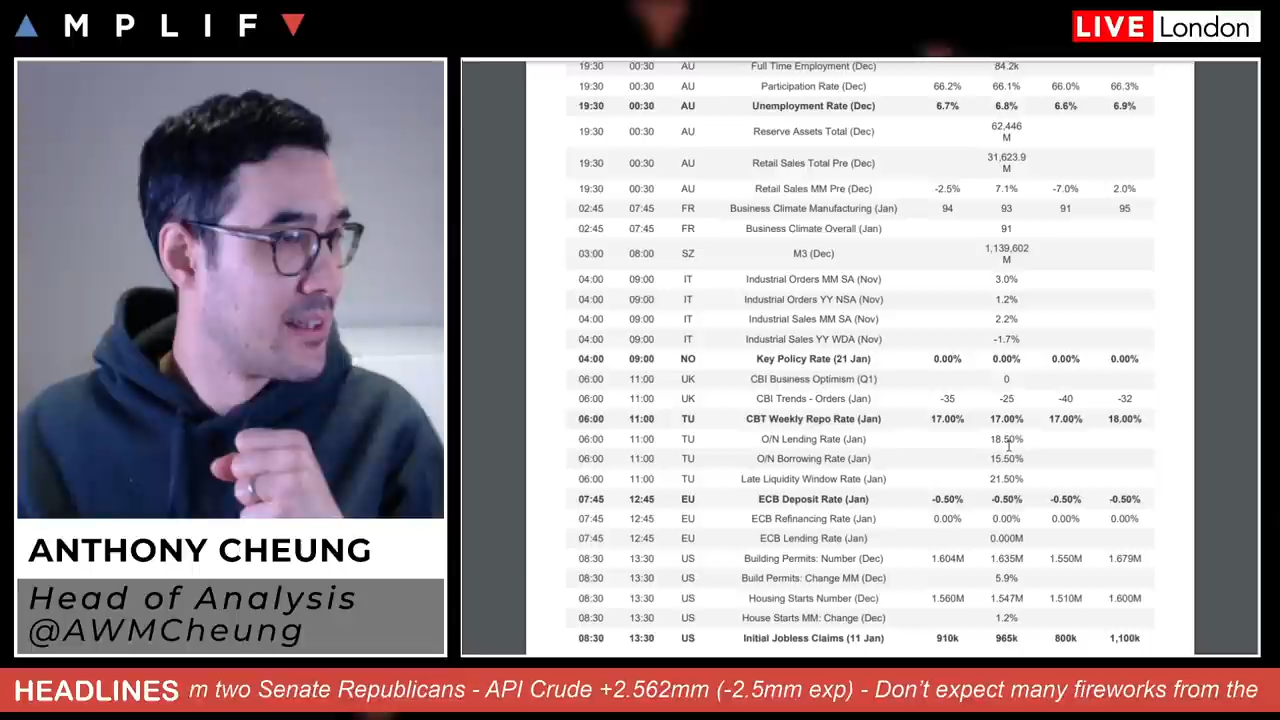 AMPLIFY
LIVE London
19:30 00:30 AU Full Time Employment (Dec) 84.2k
19:30 00:30 AU Participation Rate (Dec) 66.2% 66.1% 66.0% 66.3%
19:30 00:30 AU Unemployment Rate (Dec) 6.7% 6.8% 6.6% 6.9%
19:30 00:30 AU Reserve Assets Total (Dec) 62,446
M
19:30 00:30 AU Retail Sales Total Pre (Dec) 31,623.9
M
19:30 00:30 AU Retail Sales MM Pre (Dec) -2.5% 7.1% -7.0% 2.0%
02:45 07:45 FR Business Climate Manufacturing (Jan) 94 93 91 95
02:45 07:45 FR Business Climate Overall (Jan) 91
03:00 08:00 SZ M3 (Dec) 1,139,602
M
04:00 09:00 IT Industrial Orders MM SA (Nov) 3.0%
04:00 09:00 IT Industrial Orders YY NSA (Nov) 1.2%
04:00 09:00 IT Industrial Sales MM SA (Nov) 2.2%
04:00 09:00 IT Industrial Sales YY WDA (Nov) -1.7%
04:00 09:00 NO Key Policy Rate (21 Jan) 0.00% 0.00% 0.00% 0.00%
06:00 11:00 UK CBI Business Optimism (Q1) 0
06:00 11:00 UK CBI Trends - Orders (Jan) -35 -25 -40 -32
06:00 11:00 TU CBT Weekly Repo Rate (Jan) 17.00% 17.00% 17.00% 18.00%
06:00 11:00 TU O/N Lending Rate (Jan) 18.50%
06:00 11:00 TU O/N Borrowing Rate (Jan) 15.50%
06:00 11:00 TU Late Liquidity Window Rate (Jan) 21.50%
07:45 12:45 EU ECB Deposit Rate (Jan) -0.50% -0.50% -0.50% -0.50%
07:45 12:45 EU ECB Refinancing Rate (Jan) 0.00% 0.00% 0.00% 0.00%
07:45 12:45 EU ECB Lending Rate (Jan) 0.000M
08:30 13:30 US Building Permits: Number (Dec) 1.604M 1.635M 1.550M 1.679M
08:30 13:30 US Build Permits: Change MM (Dec) 5.9%
08:30 13:30 US Housing Starts Number (Dec) 1.560M 1.547M 1.510M 1.600M
08:30 13:30 US House Starts MM: Change (Dec) 1.2%
08:30 13:30 US Initial Jobless Claims (11 Jan) 910k 965k 800k 1,100k
ANTHONY CHEUNG
Head of Analysis
@AWMCheung
HEADLINES m two Senate Republicans - API Crude +2.562mm (-2.5mm exp) - Don't expect many fireworks from the